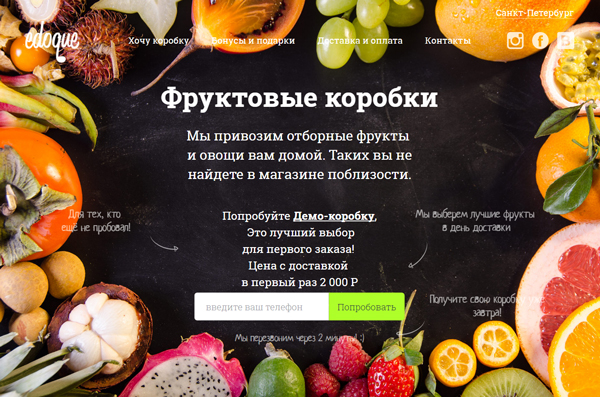 Санкт-Петербург
edoque
Хочу коробку Бонусы и подарки Доставка и оплата Контакты
Фруктовые коробки
Мы привозим отборные фрукты
и овощи вам домой. Таких вы не
найдете в магазине поблизости.
Для тех, кто
еще не пробовал!
Попробуйте Демо-коробку,
Это лучший выбор
для первого заказа!
Цена с доставкой
в первый раз 2 000 Р
Мы выберем лучшие фрукты
в день доставки
введите ваш телефон Попробовать
Получите свою коробку уже
завтра!
Мы перезвоним через 2 минуты! :)